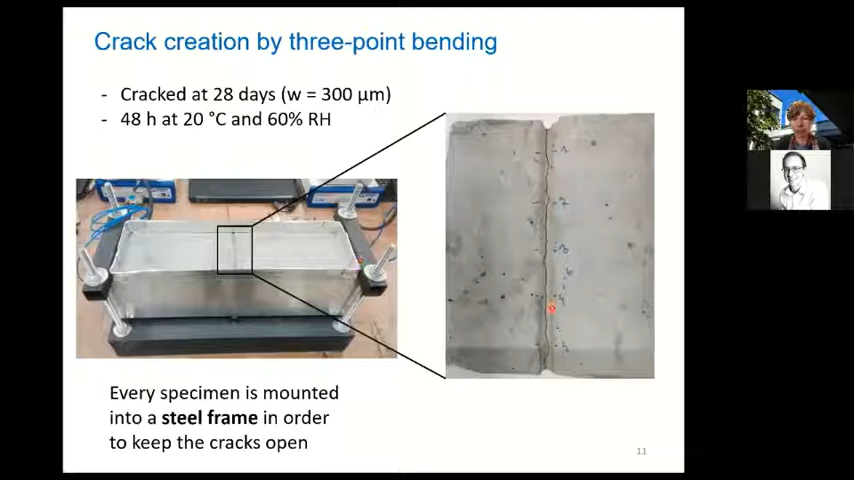 Crack creation by three-point bending
- Cracked at 28 days (w = 300 µm)
- 48 h at 20 °C and 60% RH
Every specimen is mounted
into a steel frame in order
to keep the cracks open
11